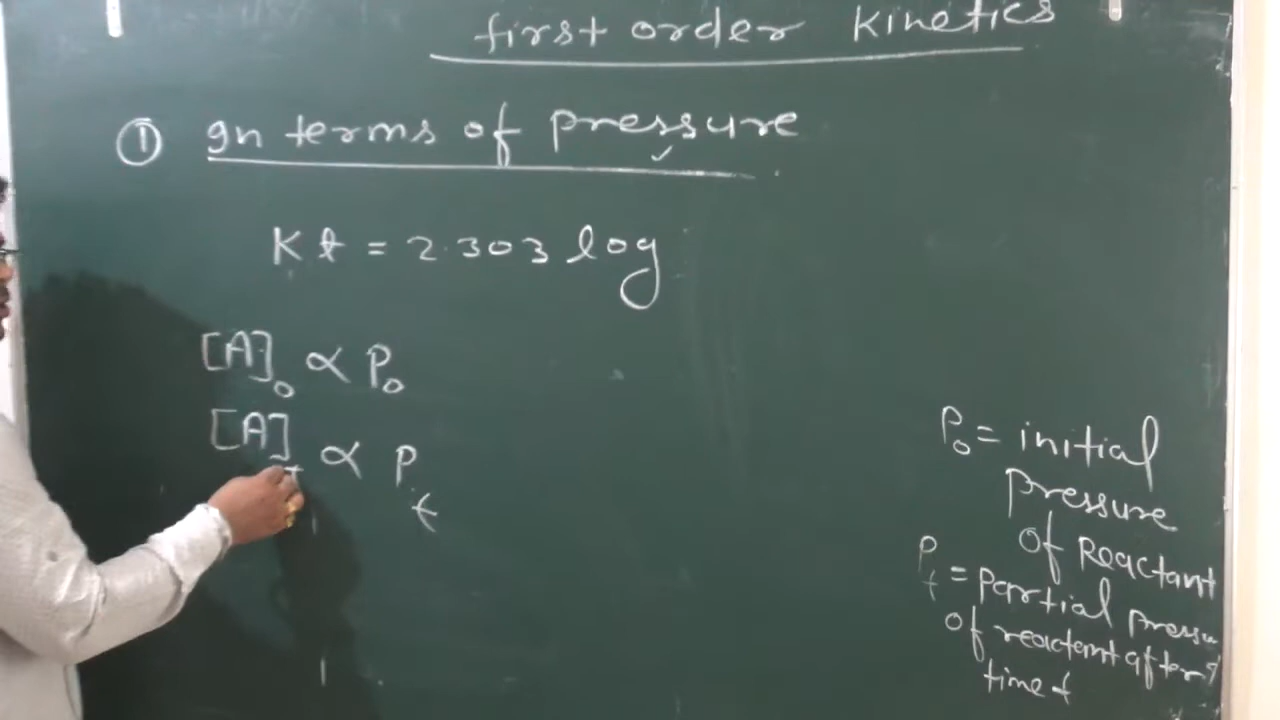 first order kinetics
① In terms of pressure
Kt = 2.303 log
[A]₀ ∝ P₀
[A]t ∝ Pt
P₀ = initial
pressure
of Reactant
Pt = partial pressu
of reactant after
time t